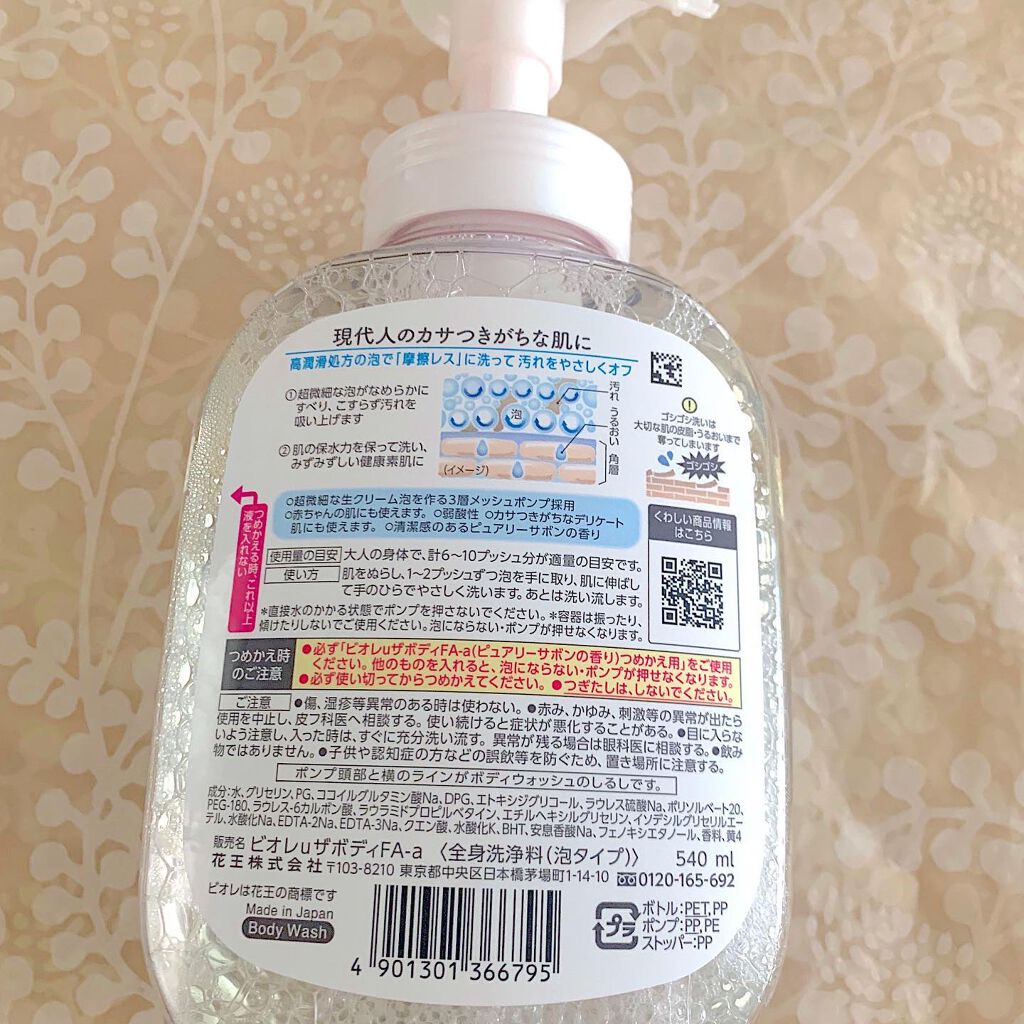 現代人のカサつきがちな肌に
高潤滑処方の泡で「摩擦レス」に洗って 汚れをやさしくオフ
①超微細な泡がなめらかに
すべり、こすらず汚れを
吸い上げます
②肌の保水力を保って洗い、
みずみずしい健康素肌に
汚れ
泡
うるおい
角層
(イメージ)
!
ゴシゴシ洗いは
大切な肌の皮脂・うるおいまで
奪ってしまいます
ゴシゴシ
○超微細な生クリーム泡を作る3層メッシュポンプ採用
○赤ちゃんの肌にも使えます。 ○弱酸性 ○カサつきがちなデリケート
肌にも使えます。 ○清潔感のあるピュアリーサボンの香り
つめかえる時、これ以上
液を入れない
くわしい商品情報
はこちら
使用量の目安 大人の身体で、計6~10プッシュ分が適量の目安です。
使い方 肌をぬらし、1~2プッシュずつ泡を手に取り、肌に伸ばし
て手のひらでやさしく洗います。あとは洗い流します。
*直接水のかかる状態でポンプを押さないでください。*容器は振ったり、
傾けたりしないでご使用ください。泡にならない・ポンプが押せなくなります。
つめかえ時
のご注意
●必ず「ビオレuザボディFA-a(ピュアリーサボンの香り)つめかえ用」をご使用
ください。他のものを入れると、泡にならない・ポンプが押せなくなります。
●必ず使い切ってからつめかえてください。 ●つぎたしは、しないでください。
ご注意 ●傷、湿疹等異常のある時は使わない。●赤み、かゆみ、刺激等の異常が出たら
使用を中止し、皮フ科医へ相談する。使い続けると症状が悪化することがある。●目に入らな
いよう注意し、入った時は、すぐに充分洗い流す。異常が残る場合は眼科医に相談する。●飲み
物ではありません。●子供や認知症の方などの誤飲等を防ぐため、置き場所に注意する。
ポンプ頭部と横のラインがボディウォッシュのしるしです。
成分:水、グリセリン、PG、ココイルグルタミン酸Na、DPG、エトキシジグリコール、ラウレス硫酸Na、ポリソルベート20、
PEG-180、ラウレス-6カルボン酸、ラウラミドプロピルベタイン、エチルヘキシルグリセリン、イソデシルグリセリルエー
テル、水酸化Na、EDTA-2Na、EDTA-3Na、クエン酸、水酸化K、BHT、安息香酸Na、フェノキシエタノール、香料、黄4
販売名 ビオレuザボディFA-a 〈全身洗浄料(泡タイプ)〉 540 ml
花王株式会社 〒103-8210 東京都中央区日本橋茅場町1-14-10 0120-165-692
ビオレは花王の商標です
Made in Japan
Body Wash
4 901301 366795
プラ
ボトル:PET,PP
ポンプ:PP,PE
ストッパー:PP